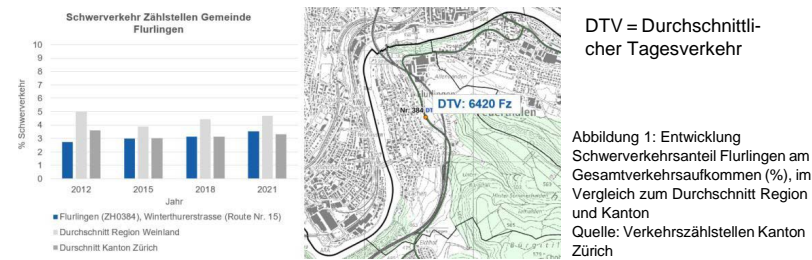 Schwerverkehr Zählstellen Gemeinde
Flurlingen
10
9
8
7
6
5
4
3
2
1
0
% Schwerverkehr
2012
2015
2018
2021
Jahr
Flurlingen (ZH0384), Winterthurerstrasse (Route Nr. 15)
Durchschnitt Region Weinland
Durschnitt Kanton Zürich
DTV: 6420 Fz
Nr: 384
DTV = Durchschnittli-
cher Tagesverkehr
Abbildung 1: Entwicklung
Schwerverkehrsanteil Flurlingen am
Gesamtverkehrsaufkommen (%), im
Vergleich zum Durchschnitt Region
und Kanton
Quelle: Verkehrszählstellen Kanton
Zürich